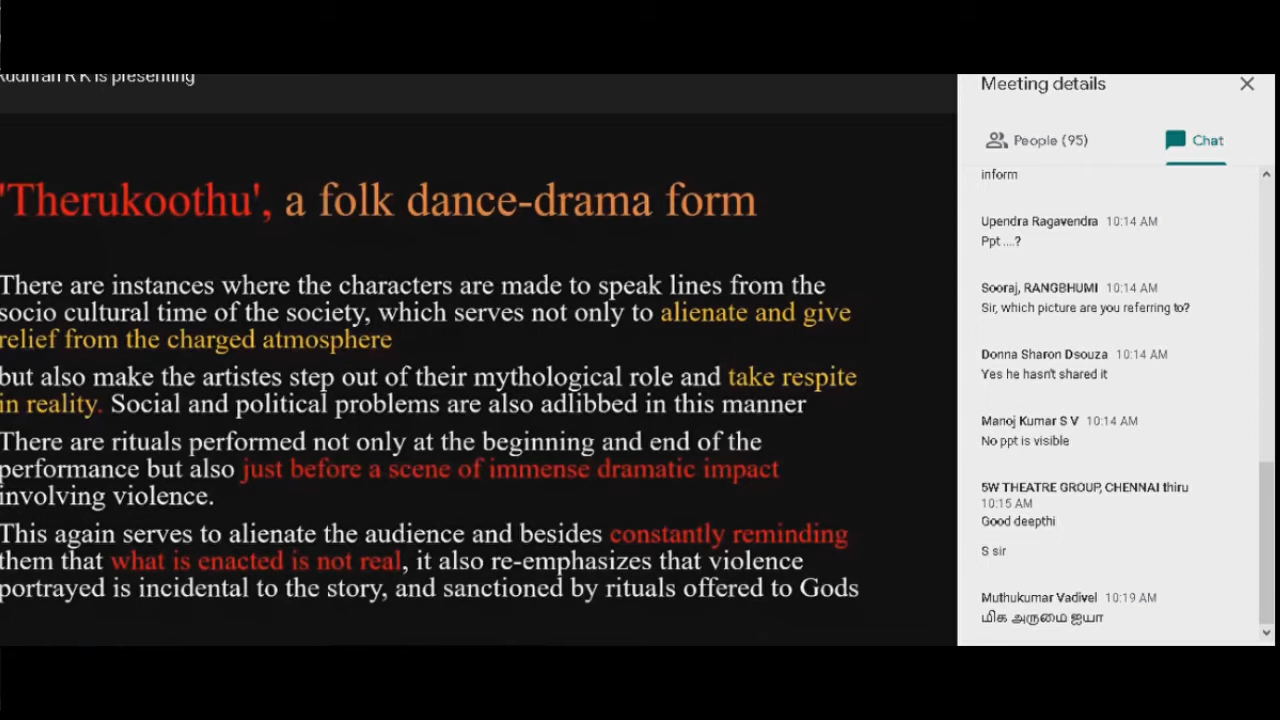 Rudhran R K is presenting
'Therukoothu', a folk dance-drama form
There are instances where the characters are made to speak lines from the
socio cultural time of the society, which serves not only to alienate and give
relief from the charged atmosphere
but also make the artistes step out of their mythological role and take respite
in reality. Social and political problems are also adlibbed in this manner
There are rituals performed not only at the beginning and end of the
performance but also just before a scene of immense dramatic impact
involving violence.
This again serves to alienate the audience and besides constantly reminding
them that what is enacted is not real, it also re-emphasizes that violence
portrayed is incidental to the story, and sanctioned by rituals offered to Gods
Meeting details
People (95)
Chat
inform
Upendra Ragavendra 10:14 AM
Ppt ....?
Sooraj, RANGBHUMI 10:14 AM
Sir, which picture are you referring to?
Donna Sharon Dsouza 10:14 AM
Yes he hasn't shared it
Manoj Kumar S V 10:14 AM
No ppt is visible
5W THEATRE GROUP, CHENNAI thiru
10:15 AM
Good deepthi
S sir
Muthukumar Vadivel 10:19 AM
மிக அருமை ஐயா